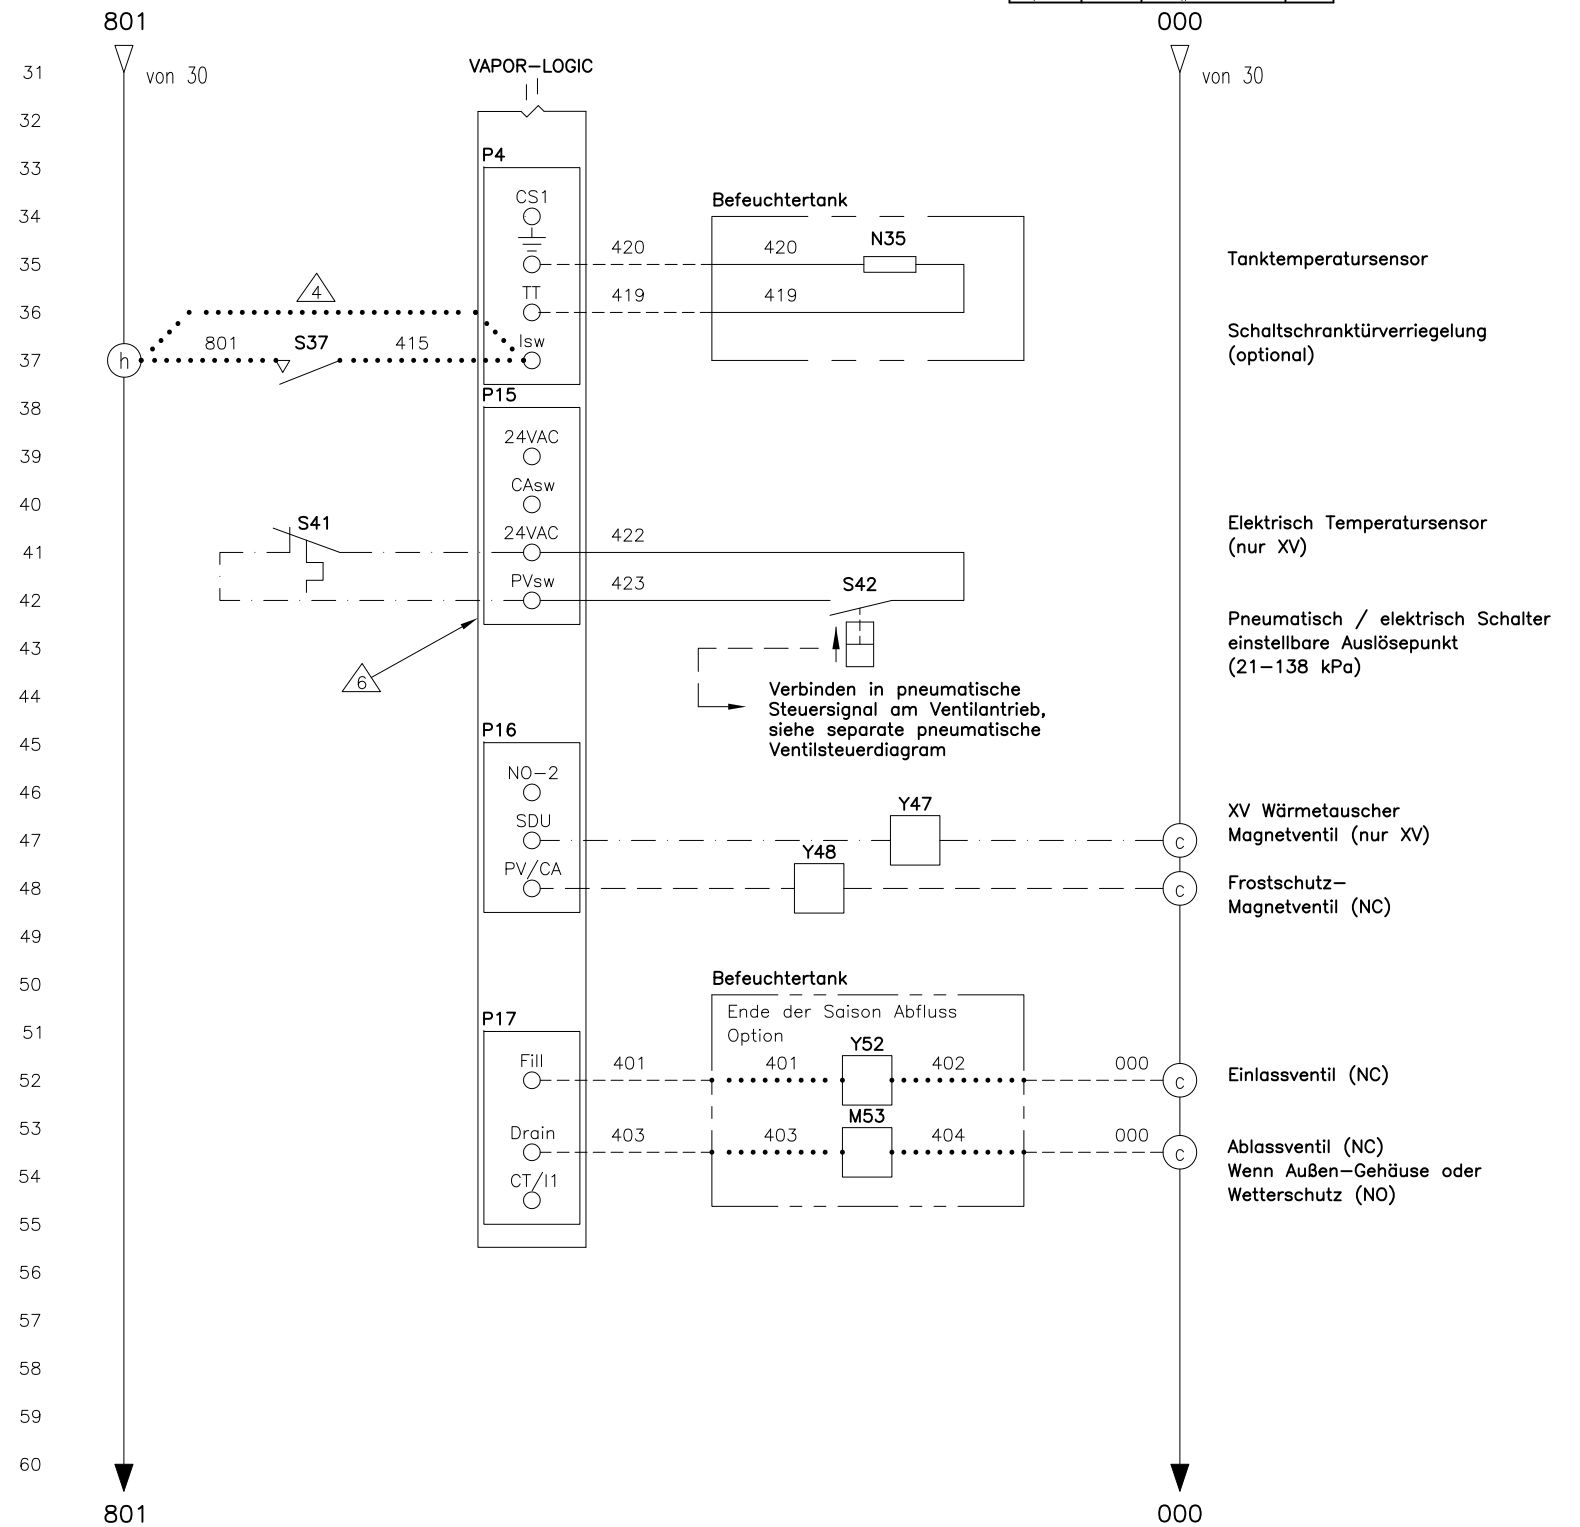 801
000
von 30
von 30
VAPOR-LOGIC
31
32
33
P4
34
CS1
Befeuchtertank
35
420
420
N35
Tanktemperatursensor
4
36
TT
419
419
37
h
801
S37
415
Isw
Schaltschranktürverriegelung
(optional)
38
P15
39
24VAC
40
CAsw
41
S41
24VAC
422
Elektrisch Temperatursensor
(nur XV)
42
PVsw
423
S42
43
Pneumatisch / elektrisch Schalter
einstellbare Auslösepunkt
(21-138 kPa)
6
44
Verbinden in pneumatische
Steuersignal am Ventilantrieb,
siehe separate pneumatische
Ventilsteuerdiagram
45
P16
46
NO-2
47
SDU
Y47
c
XV Wärmetauscher
Magnetventil (nur XV)
48
PV/CA
Y48
c
Frostschutz-
Magnetventil (NC)
49
50
Befeuchtertank
Ende der Saison Abfluss
Option
51
P17
52
Fill
401
401
Y52
402
000
c
Einlassventil (NC)
53
Drain
403
403
M53
404
000
c
Ablassventil (NC)
Wenn Außen-Gehäuse oder
Wetterschutz (NO)
54
CT/I1
55
56
57
58
59
60
801
000